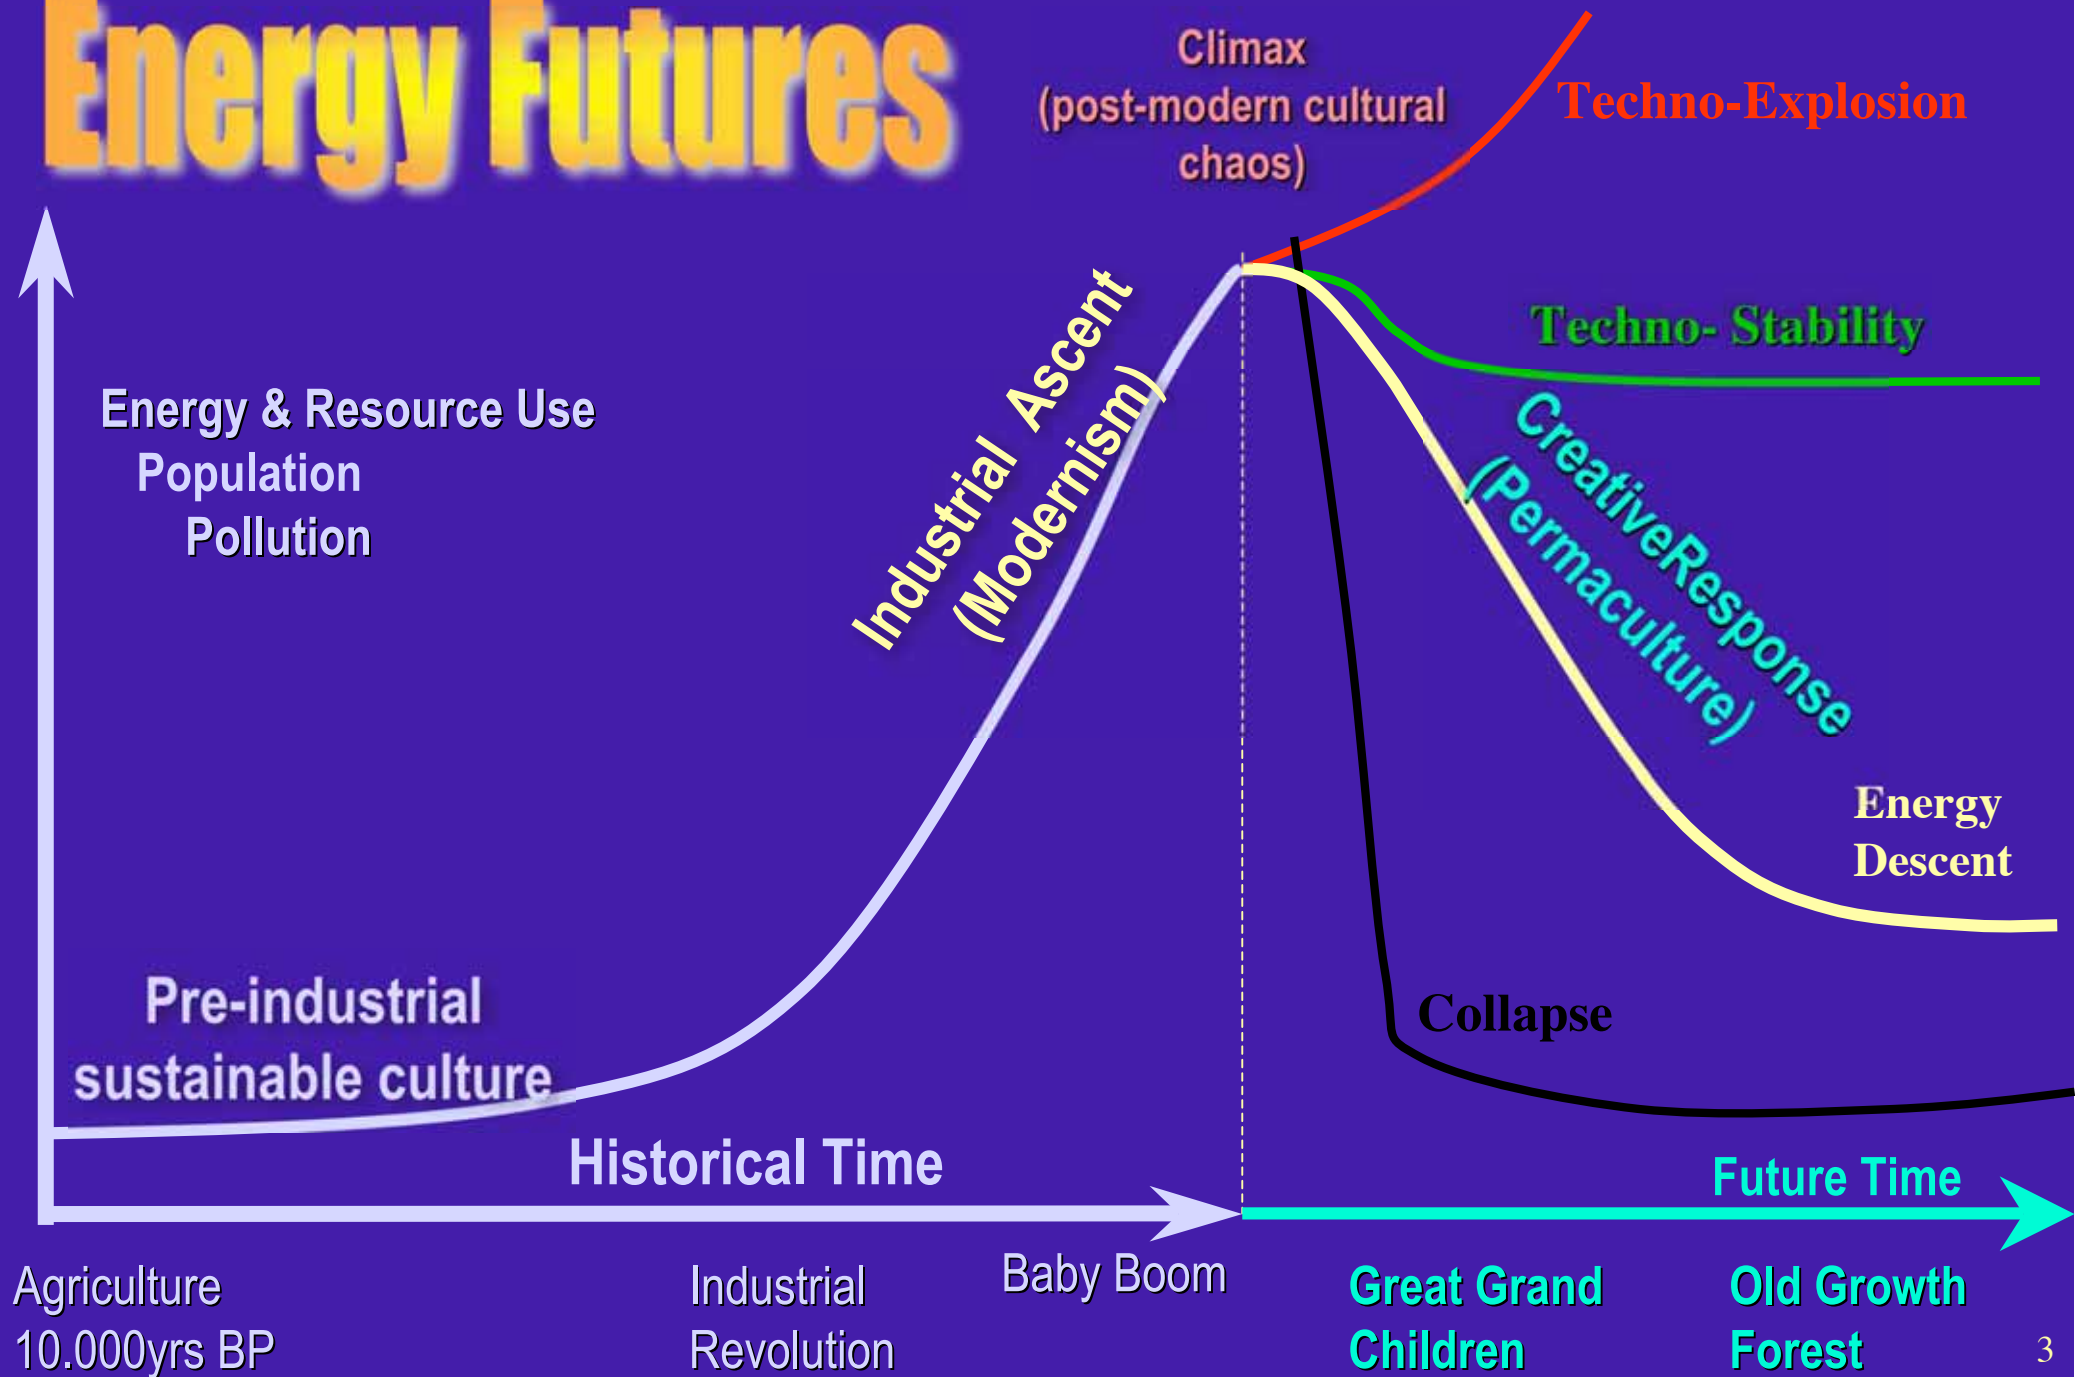 Energy Futures
Climax
(post-modern cultural
chaos)
Techno-Explosion
Techno- Stability
Energy & Resource Use
Population
Pollution
Industrial Ascent
(Modernism)
CreativeResponse
(Permaculture)
Energy
Descent
Pre-industrial
sustainable culture
Collapse
Historical Time
Future Time
Agriculture
10.000yrs BP
Industrial
Revolution
Baby Boom
Great Grand
Children
Old Growth
Forest
3